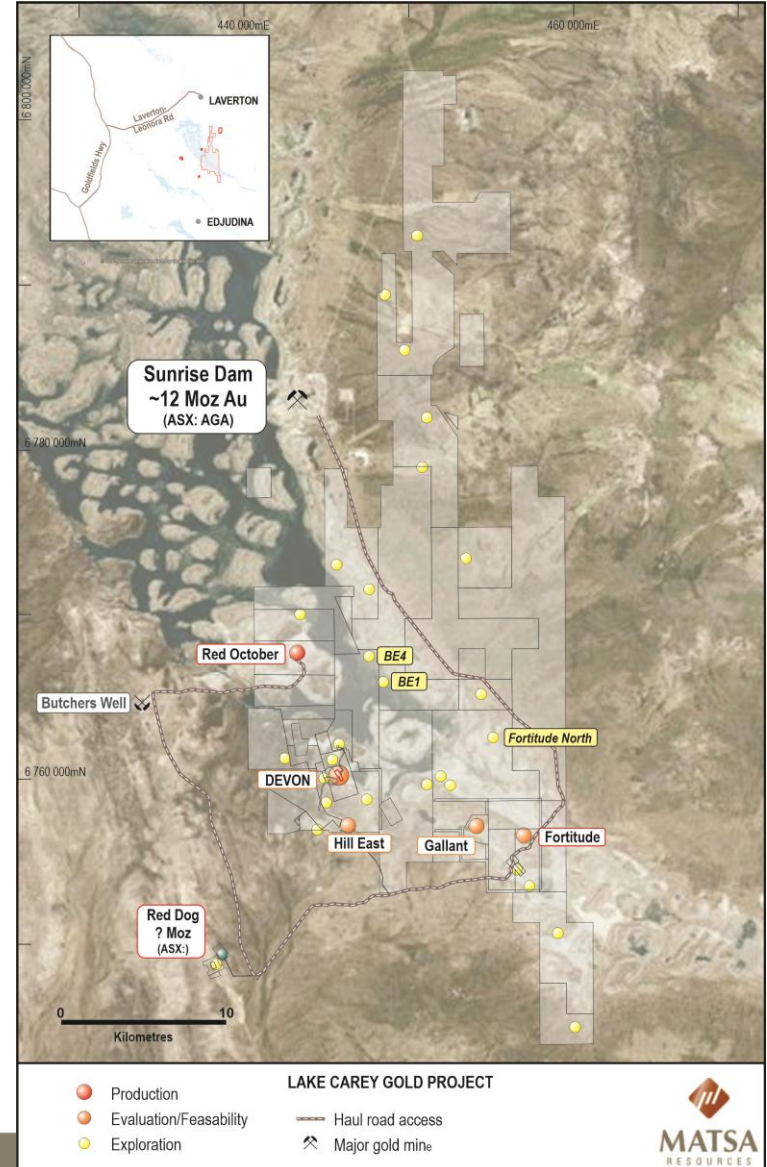 440 000mE
460 000mE
6 800 000mN
LAVERTON
Laverton-
Leonora Rd
Goldfields Hwy
EDJUDINA
Sunrise Dam
~12 Moz Au
(ASX: AGA)
6 780 000mN
Red October
BE4
BE1
Butchers Well
Fortitude North
6 760 000mN
DEVON
Hill East
Gallant
Fortitude
Red Dog
? Moz
(ASX:)
0
10
Kilometres
LAKE CAREY GOLD PROJECT
Production
Evaluation/Feasability
Exploration
Haul road access
Major gold mine
MATSA
RESOURCES